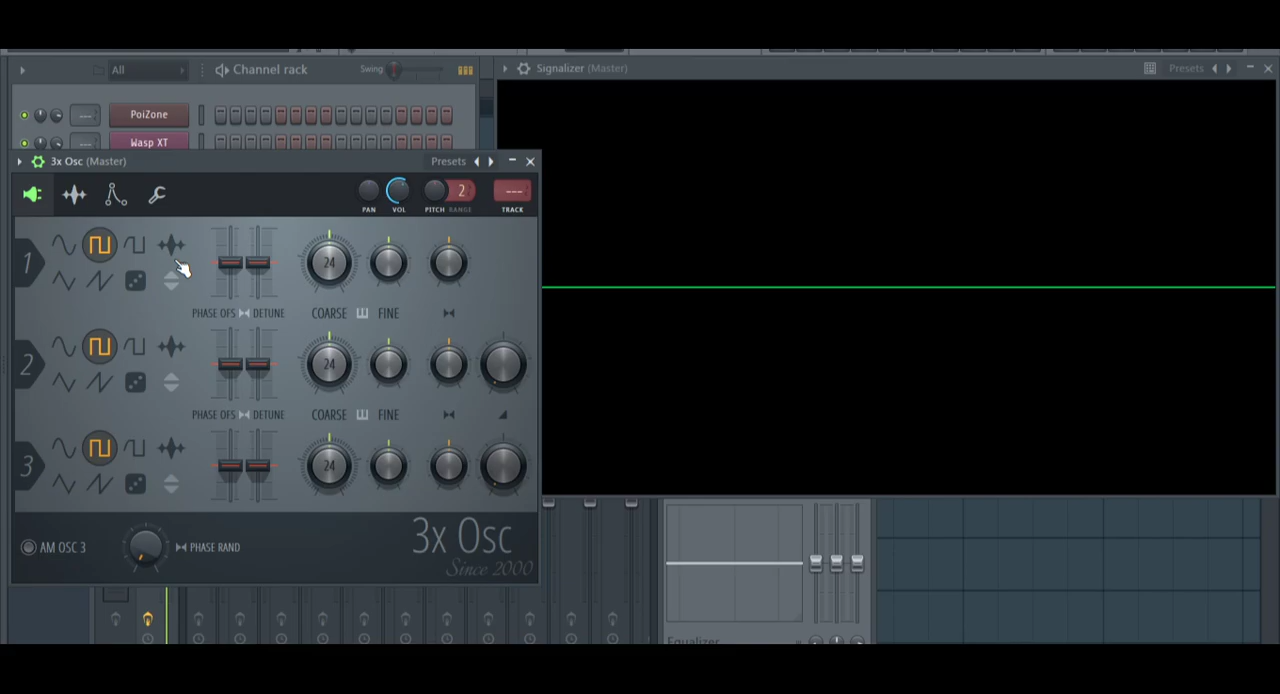 All
Channel rack
Swing
Signalizer (Master)
Presets
--- PoiZone
--- Wasp XT
3x Osc (Master)
Presets
2
---
PAN VOL PITCH RANGE TRACK
1
24
PHASE OFS DETUNE COARSE FINE
2
24
PHASE OFS DETUNE COARSE FINE
3
24
AM OSC 3
PHASE RAND
3x Osc
Since 2000
Equalizer